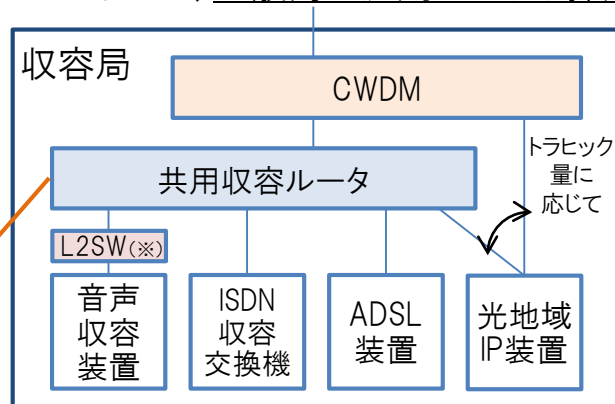 収容局
CWDM
トラヒック
量に
応じて
共用収容ルータ
L2SW(※)
音声
収容
装置
ISDN
収容
交換機
ADSL
装置
光地域
IP装置